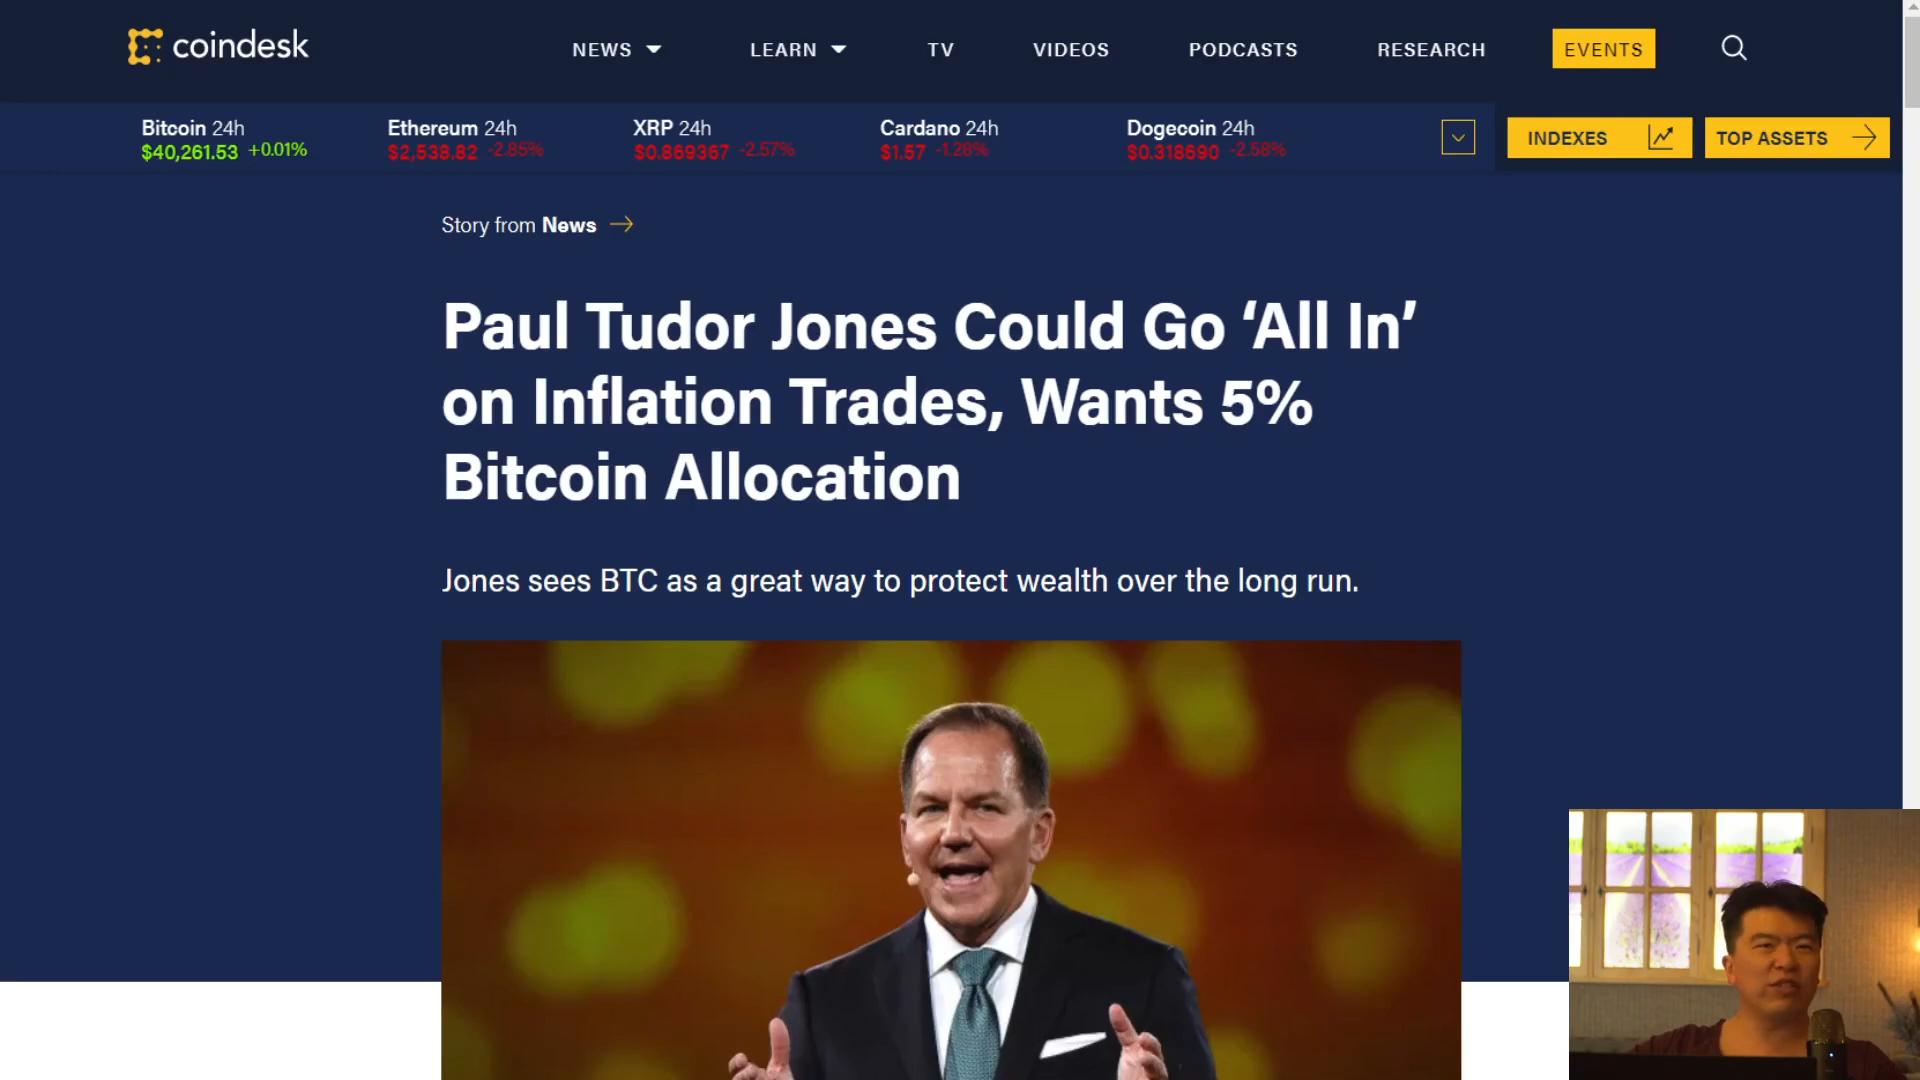 coindesk
NEWS LEARN TV VIDEOS PODCASTS RESEARCH EVENTS
Bitcoin 24h
$40,261.53 +0.01%
Ethereum 24h
$2,538.82 -2.85%
XRP 24h
$0.869367 -2.57%
Cardano 24h
$1.57 -1.28%
Dogecoin 24h
$0.318690 -2.58%
INDEXES
TOP ASSETS
Story from News
Paul Tudor Jones Could Go ‘All In’
on Inflation Trades, Wants 5%
Bitcoin Allocation
Jones sees BTC as a great way to protect wealth over the long run.